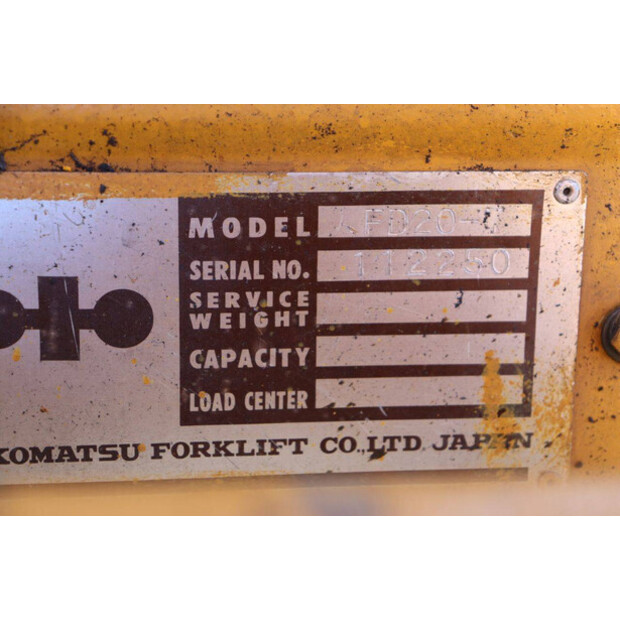 MODEL FD20-
SERIAL NO. 112250
SERVICE
WEIGHT
CAPACITY
LOAD CENTER
KOMATSU FORKLIFT CO.,LTD. JAPAN